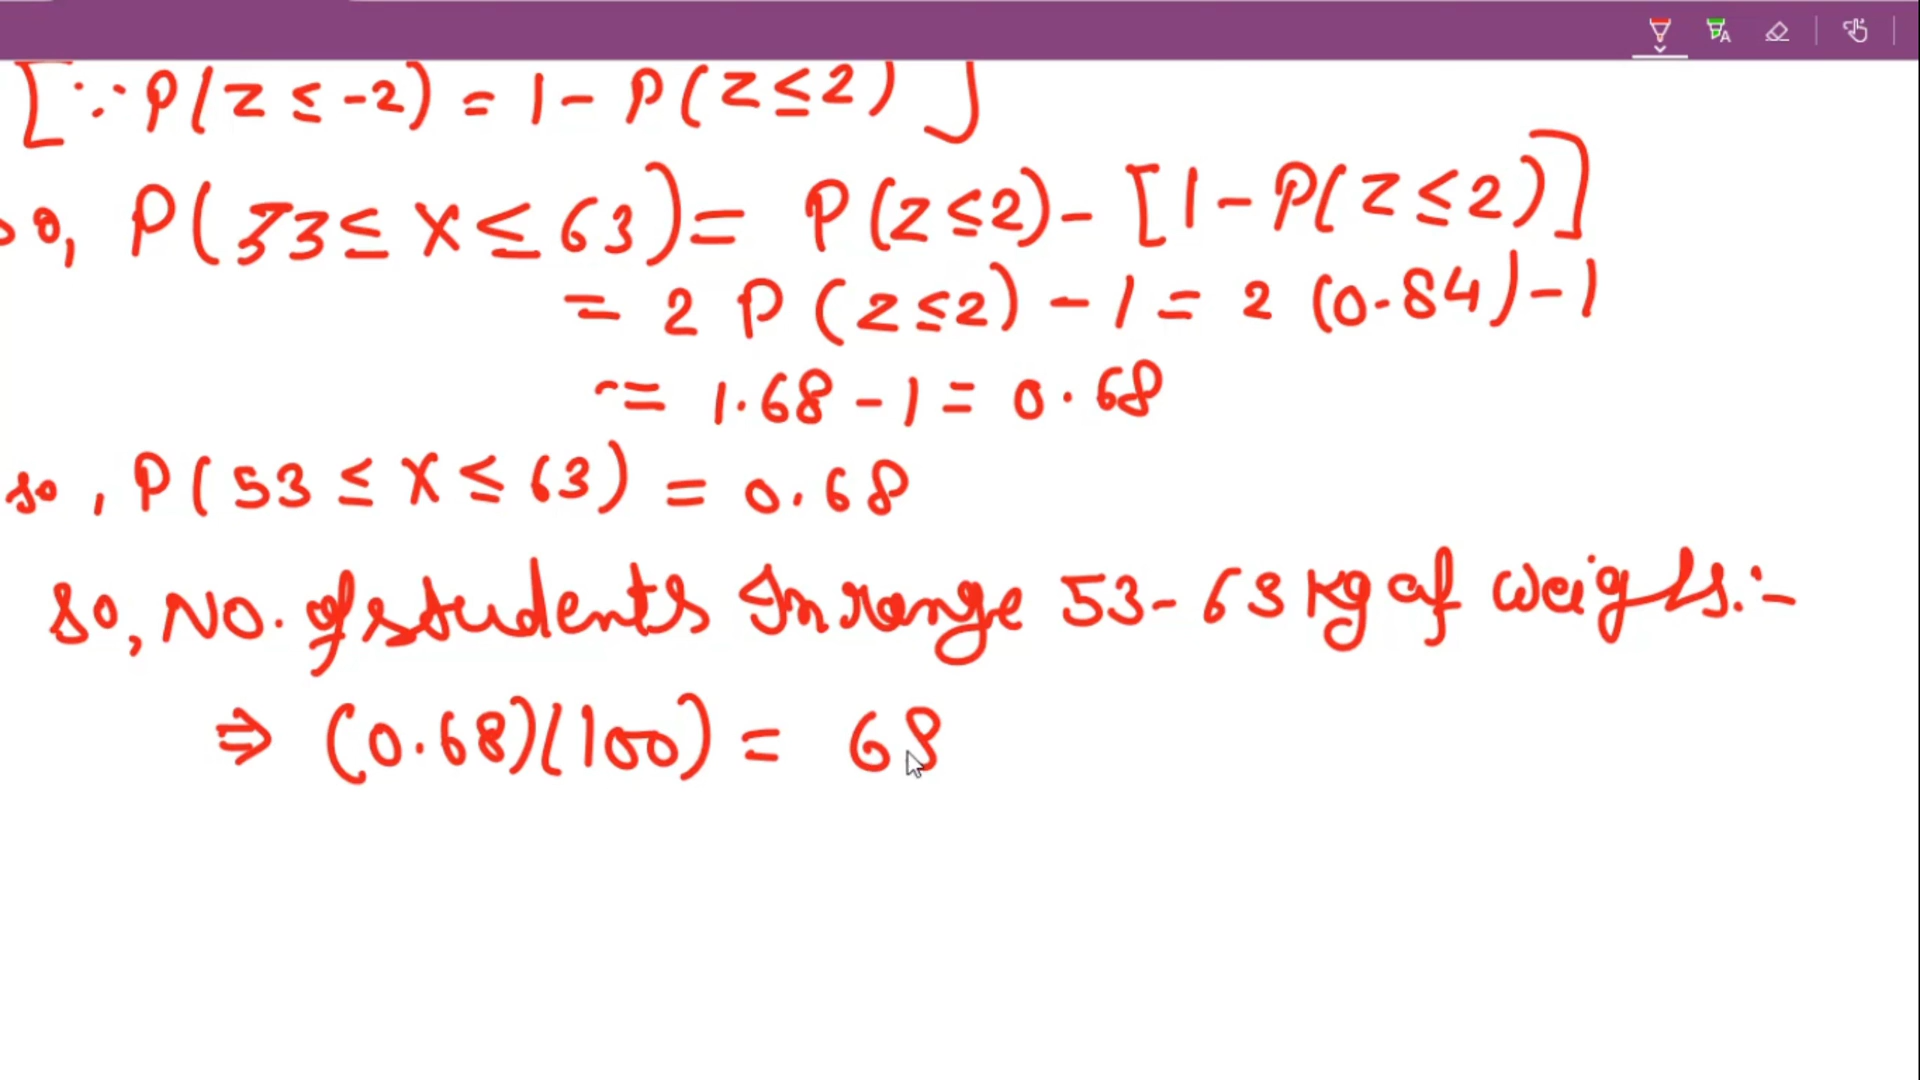 [∵ P(Z ≤ -2) = 1 - P(Z ≤ 2)]
so, P(53 ≤ X ≤ 63) = P(Z ≤ 2) - [1 - P(Z ≤ 2)]
= 2 P(Z ≤ 2) - 1 = 2 (0.84) - 1
~= 1.68 - 1 = 0.68
so, P(53 ≤ X ≤ 63) = 0.68
so, No. of students In range 53-63 Kg of weights:-
⇒ (0.68)(100) = 68